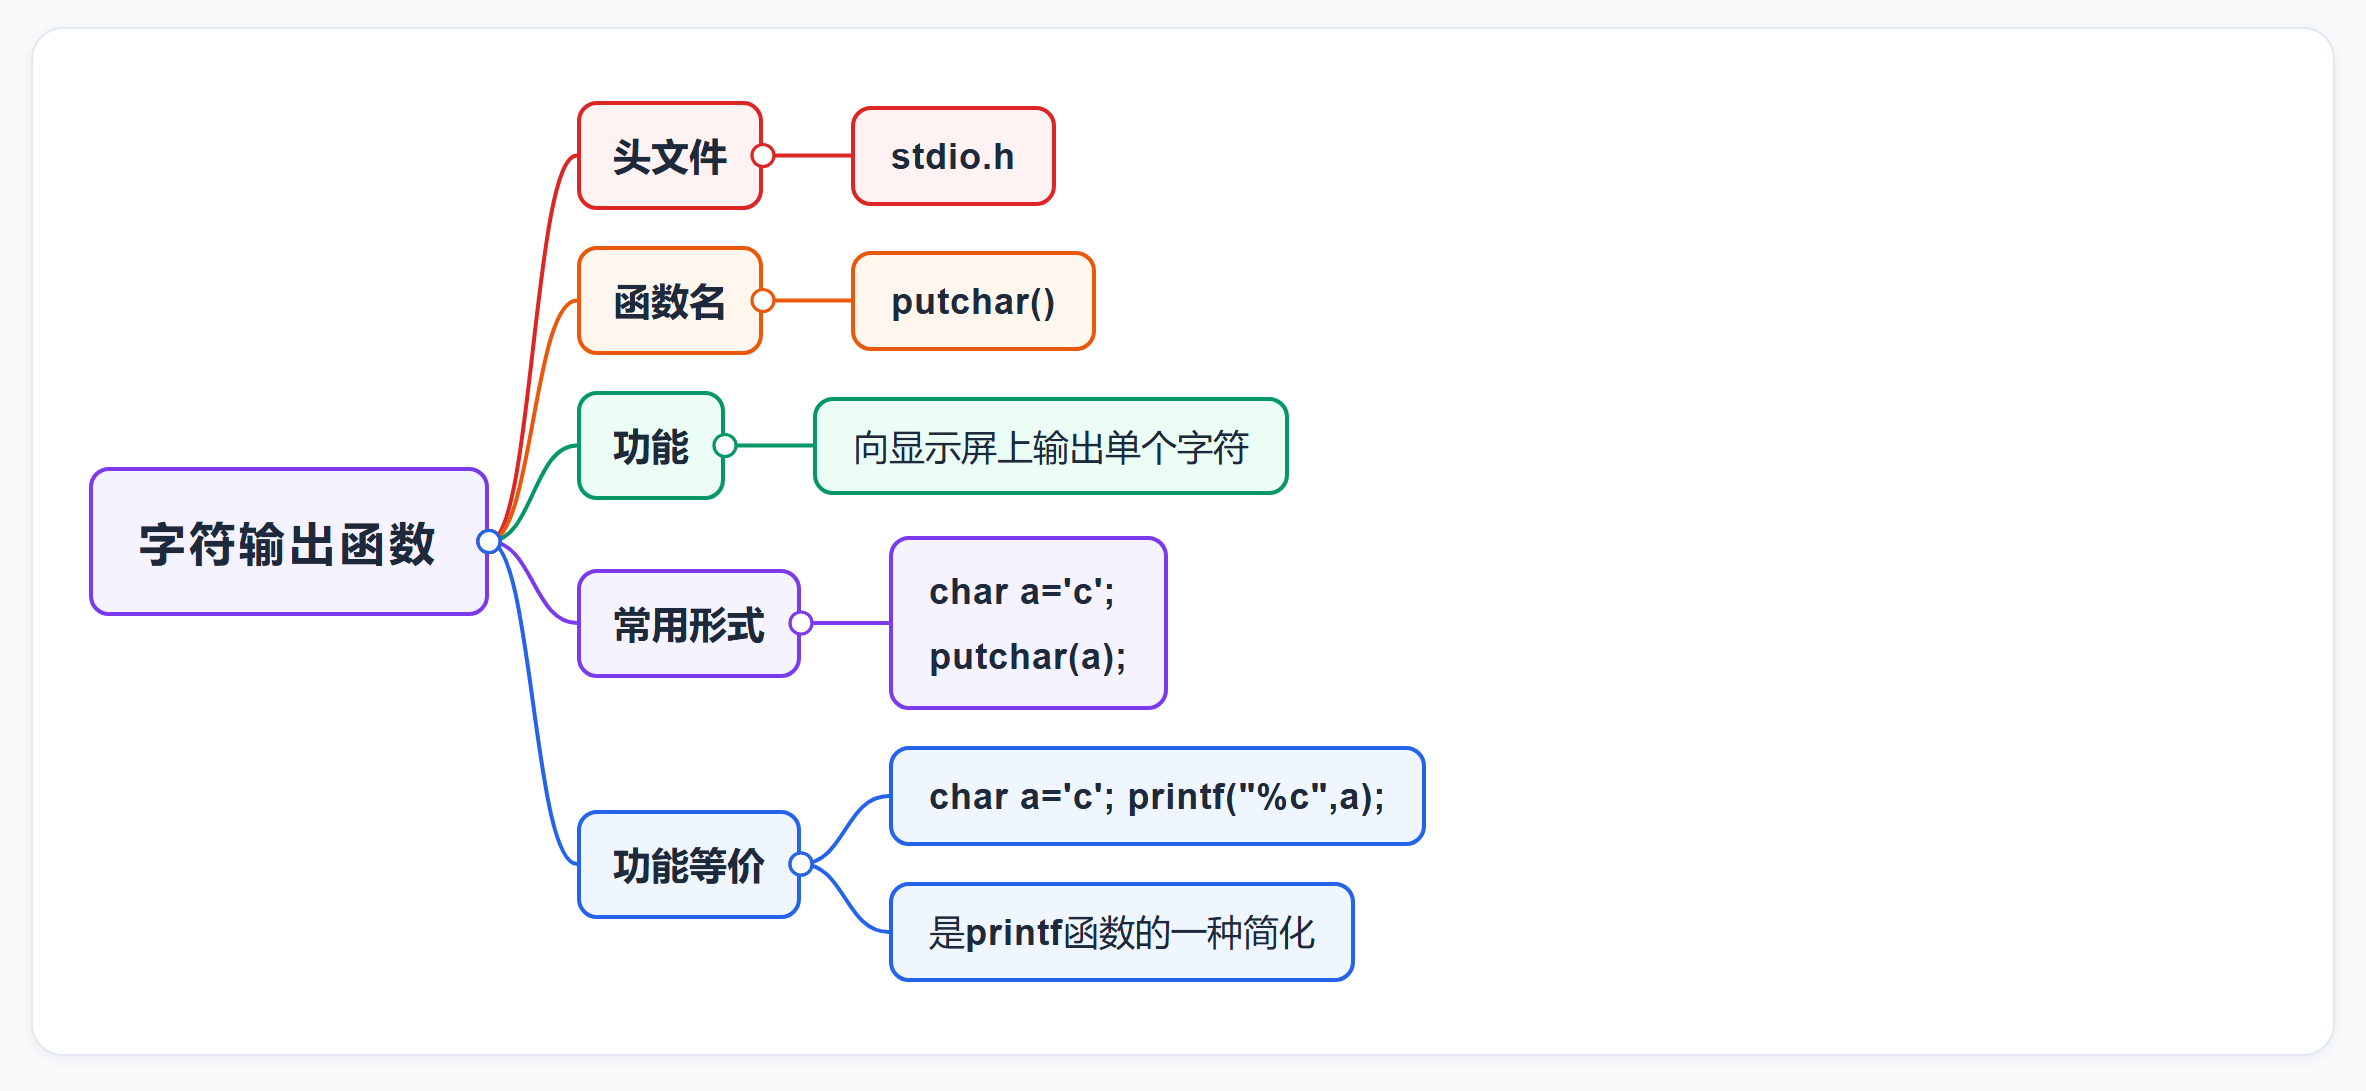 头文件
stdio.h
函数名
putchar()
功能
向显示屏上输出单个字符
字符输出函数
常用形式
char a='c';
putchar(a);
功能等价
char a='c'; printf("%c",a);
是printf函数的一种简化